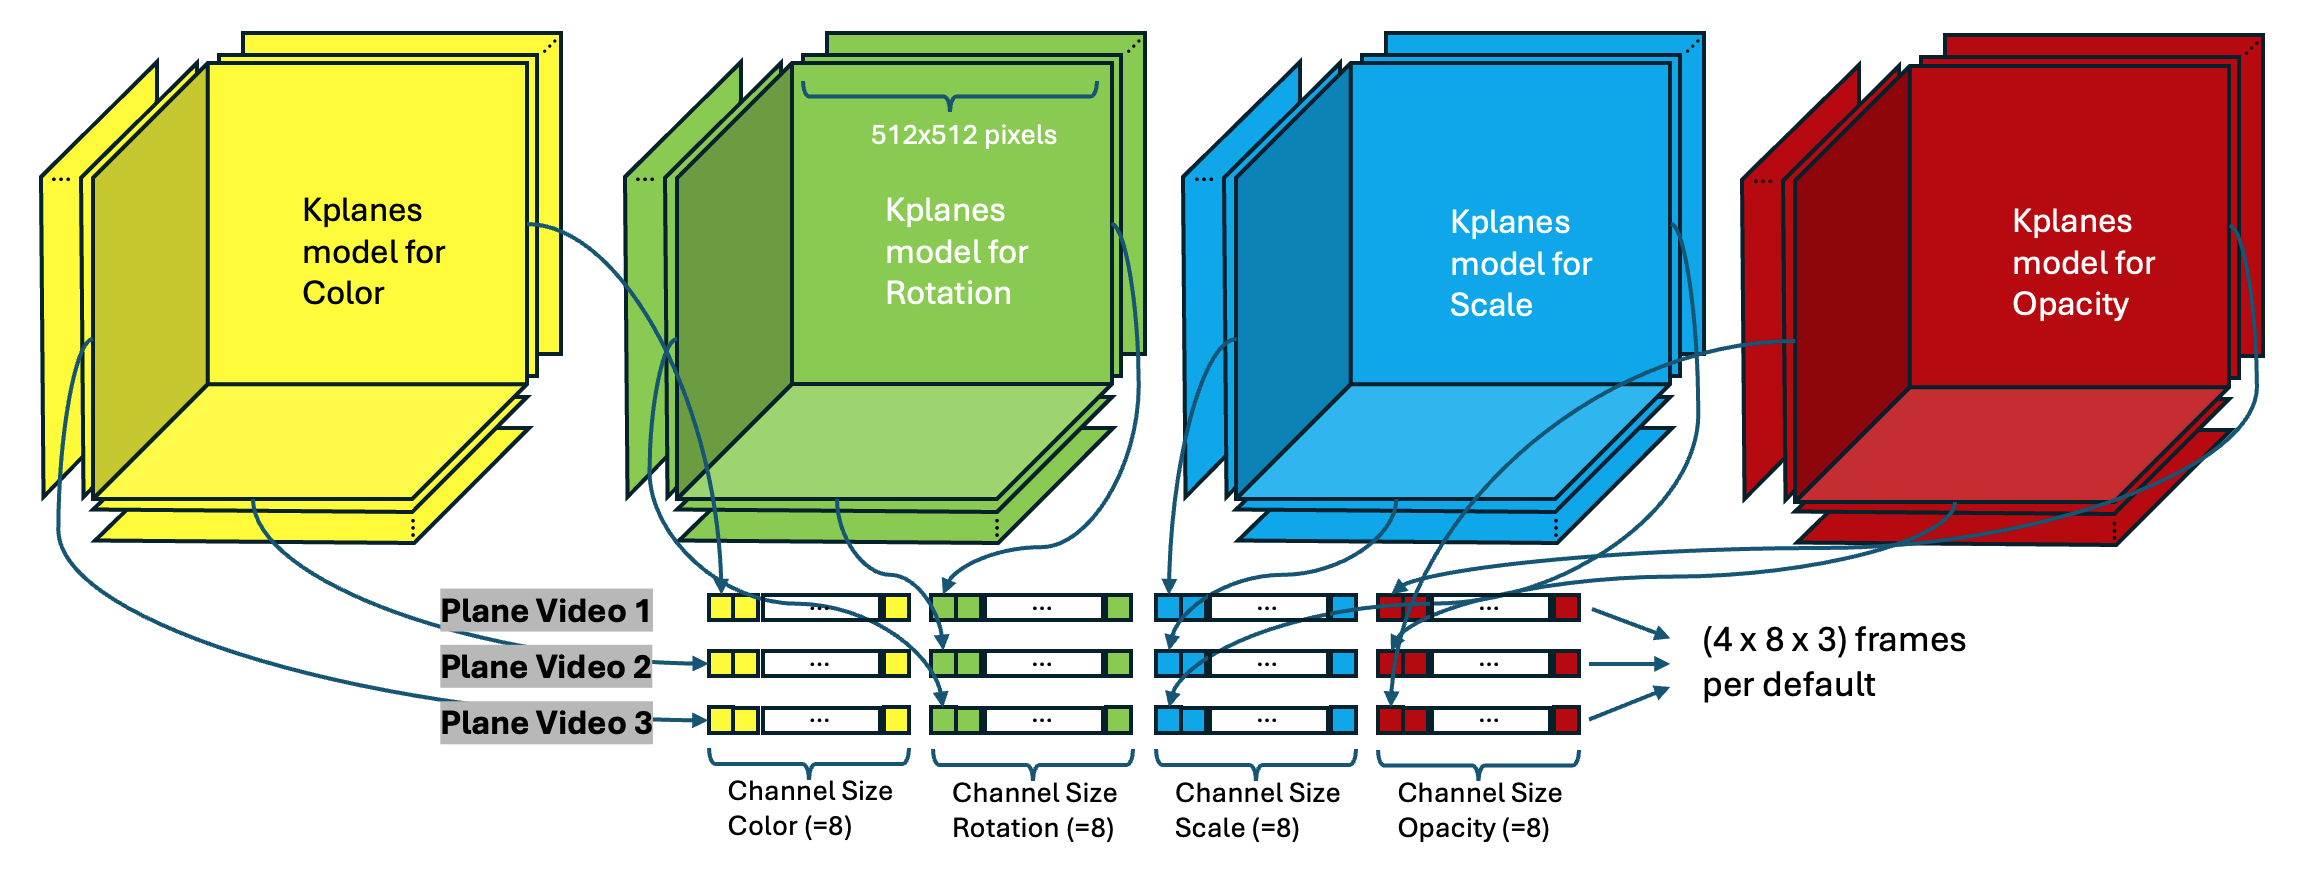 512x512 pixels
Kplanes
model for
Color
Kplanes
model for
Rotation
Kplanes
model for
Scale
Kplanes
model for
Opacity
Plane Video 1
...
...
...
...
Plane Video 2
...
...
...
...
Plane Video 3
...
...
...
...
(4 x 8 x 3) frames
per default
Channel Size
Color (=8)
Channel Size
Rotation (=8)
Channel Size
Scale (=8)
Channel Size
Opacity (=8)